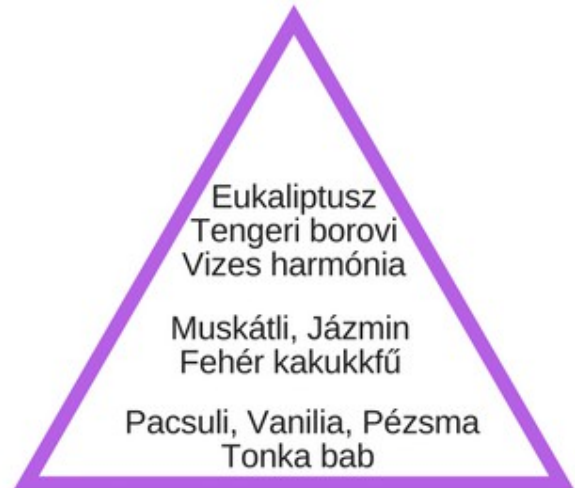 Eukaliptusz
Tengeri borovi
Vizes harmónia
Muskátli, Jázmin
Fehér kakukkfű
Pacsuli, Vanilia, Pézsma
Tonka bab